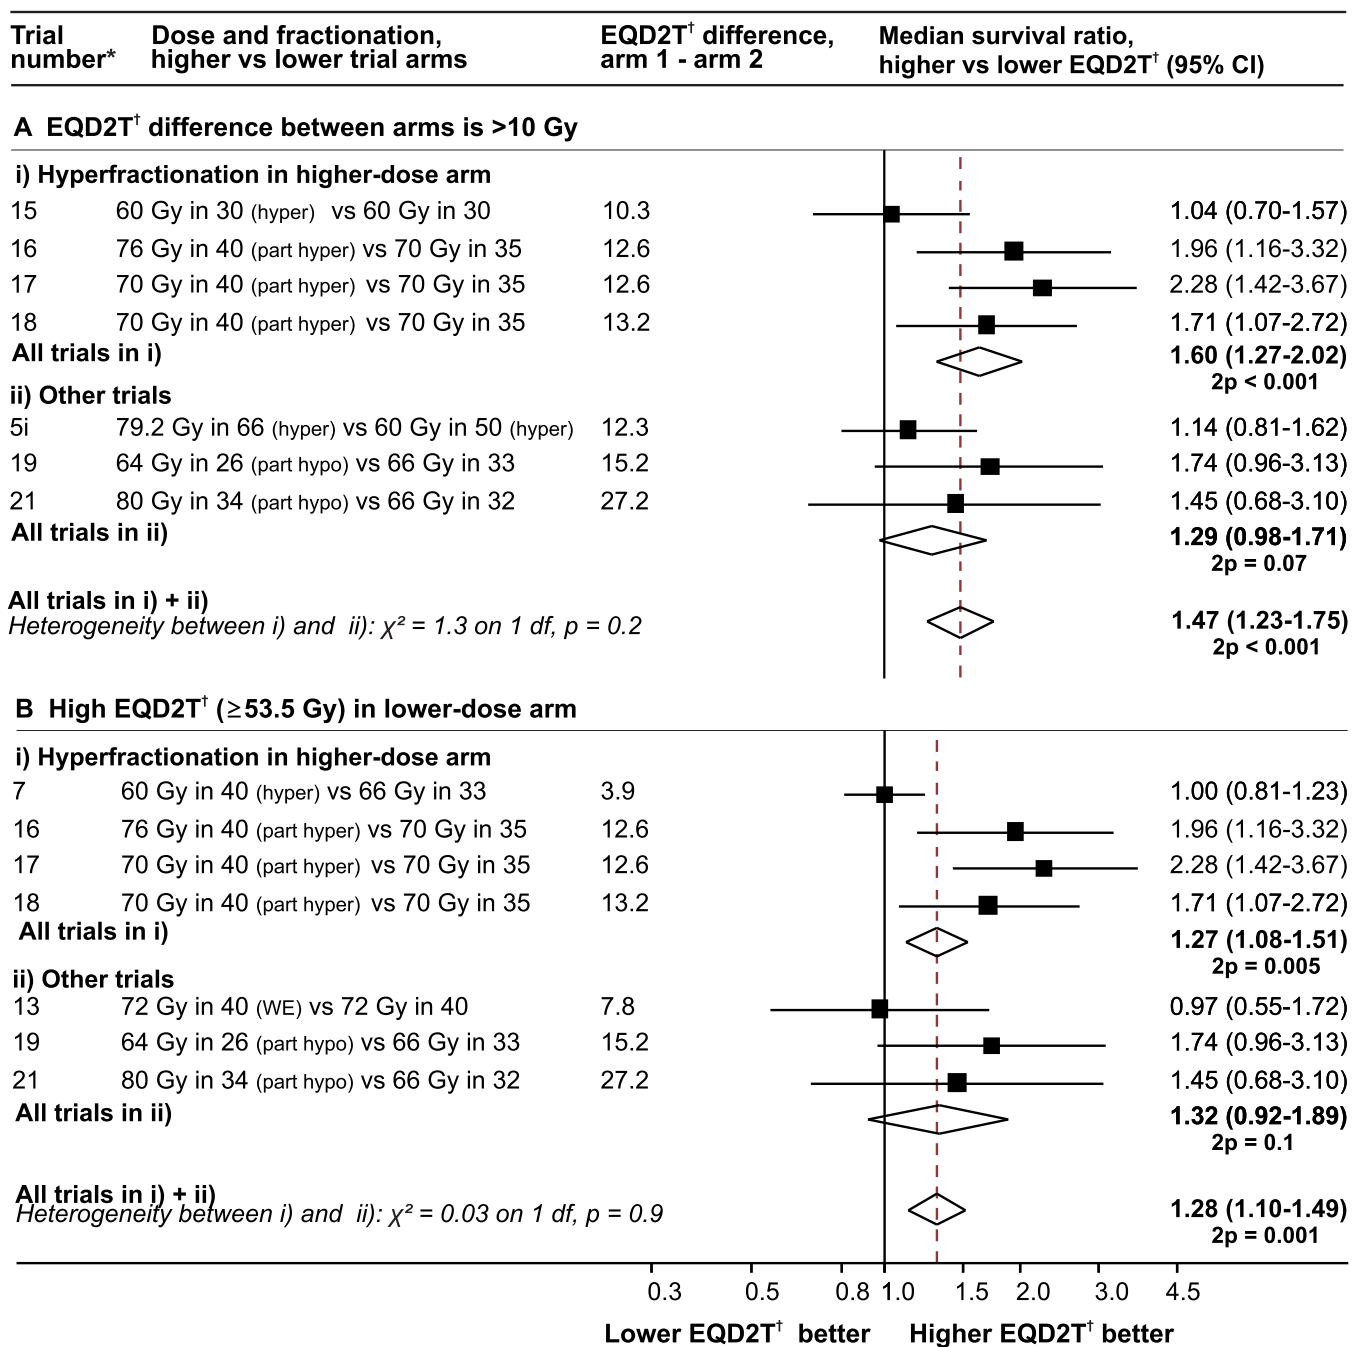 Trial Dose and fractionation, EQD2T† difference, Median survival ratio,
number* higher vs lower trial arms arm 1 - arm 2 higher vs lower EQD2T† (95% CI)
A EQD2T† difference between arms is >10 Gy
i) Hyperfractionation in higher-dose arm
15 60 Gy in 30 (hyper) vs 60 Gy in 30 10.3 1.04 (0.70-1.57)
16 76 Gy in 40 (part hyper) vs 70 Gy in 35 12.6 1.96 (1.16-3.32)
17 70 Gy in 40 (part hyper) vs 70 Gy in 35 12.6 2.28 (1.42-3.67)
18 70 Gy in 40 (part hyper) vs 70 Gy in 35 13.2 1.71 (1.07-2.72)
All trials in i) 1.60 (1.27-2.02)
2p < 0.001
ii) Other trials
5i 79.2 Gy in 66 (hyper) vs 60 Gy in 50 (hyper) 12.3 1.14 (0.81-1.62)
19 64 Gy in 26 (part hypo) vs 66 Gy in 33 15.2 1.74 (0.96-3.13)
21 80 Gy in 34 (part hypo) vs 66 Gy in 32 27.2 1.45 (0.68-3.10)
All trials in ii) 1.29 (0.98-1.71)
2p = 0.07
All trials in i) + ii) 1.47 (1.23-1.75)
Heterogeneity between i) and ii): χ² = 1.3 on 1 df, p = 0.2
2p < 0.001
B High EQD2T† (≥53.5 Gy) in lower-dose arm
i) Hyperfractionation in higher-dose arm
7 60 Gy in 40 (hyper) vs 66 Gy in 33 3.9 1.00 (0.81-1.23)
16 76 Gy in 40 (part hyper) vs 70 Gy in 35 12.6 1.96 (1.16-3.32)
17 70 Gy in 40 (part hyper) vs 70 Gy in 35 12.6 2.28 (1.42-3.67)
18 70 Gy in 40 (part hyper) vs 70 Gy in 35 13.2 1.71 (1.07-2.72)
All trials in i) 1.27 (1.08-1.51)
2p = 0.005
ii) Other trials
13 72 Gy in 40 (WE) vs 72 Gy in 40 7.8 0.97 (0.55-1.72)
19 64 Gy in 26 (part hypo) vs 66 Gy in 33 15.2 1.74 (0.96-3.13)
21 80 Gy in 34 (part hypo) vs 66 Gy in 32 27.2 1.45 (0.68-3.10)
All trials in ii) 1.32 (0.92-1.89)
2p = 0.1
All trials in i) + ii) 1.28 (1.10-1.49)
Heterogeneity between i) and ii): χ² = 0.03 on 1 df, p = 0.9
2p = 0.001
0.3 0.5 0.8 1.0 1.5 2.0 3.0 4.5
Lower EQD2T† better Higher EQD2T† better